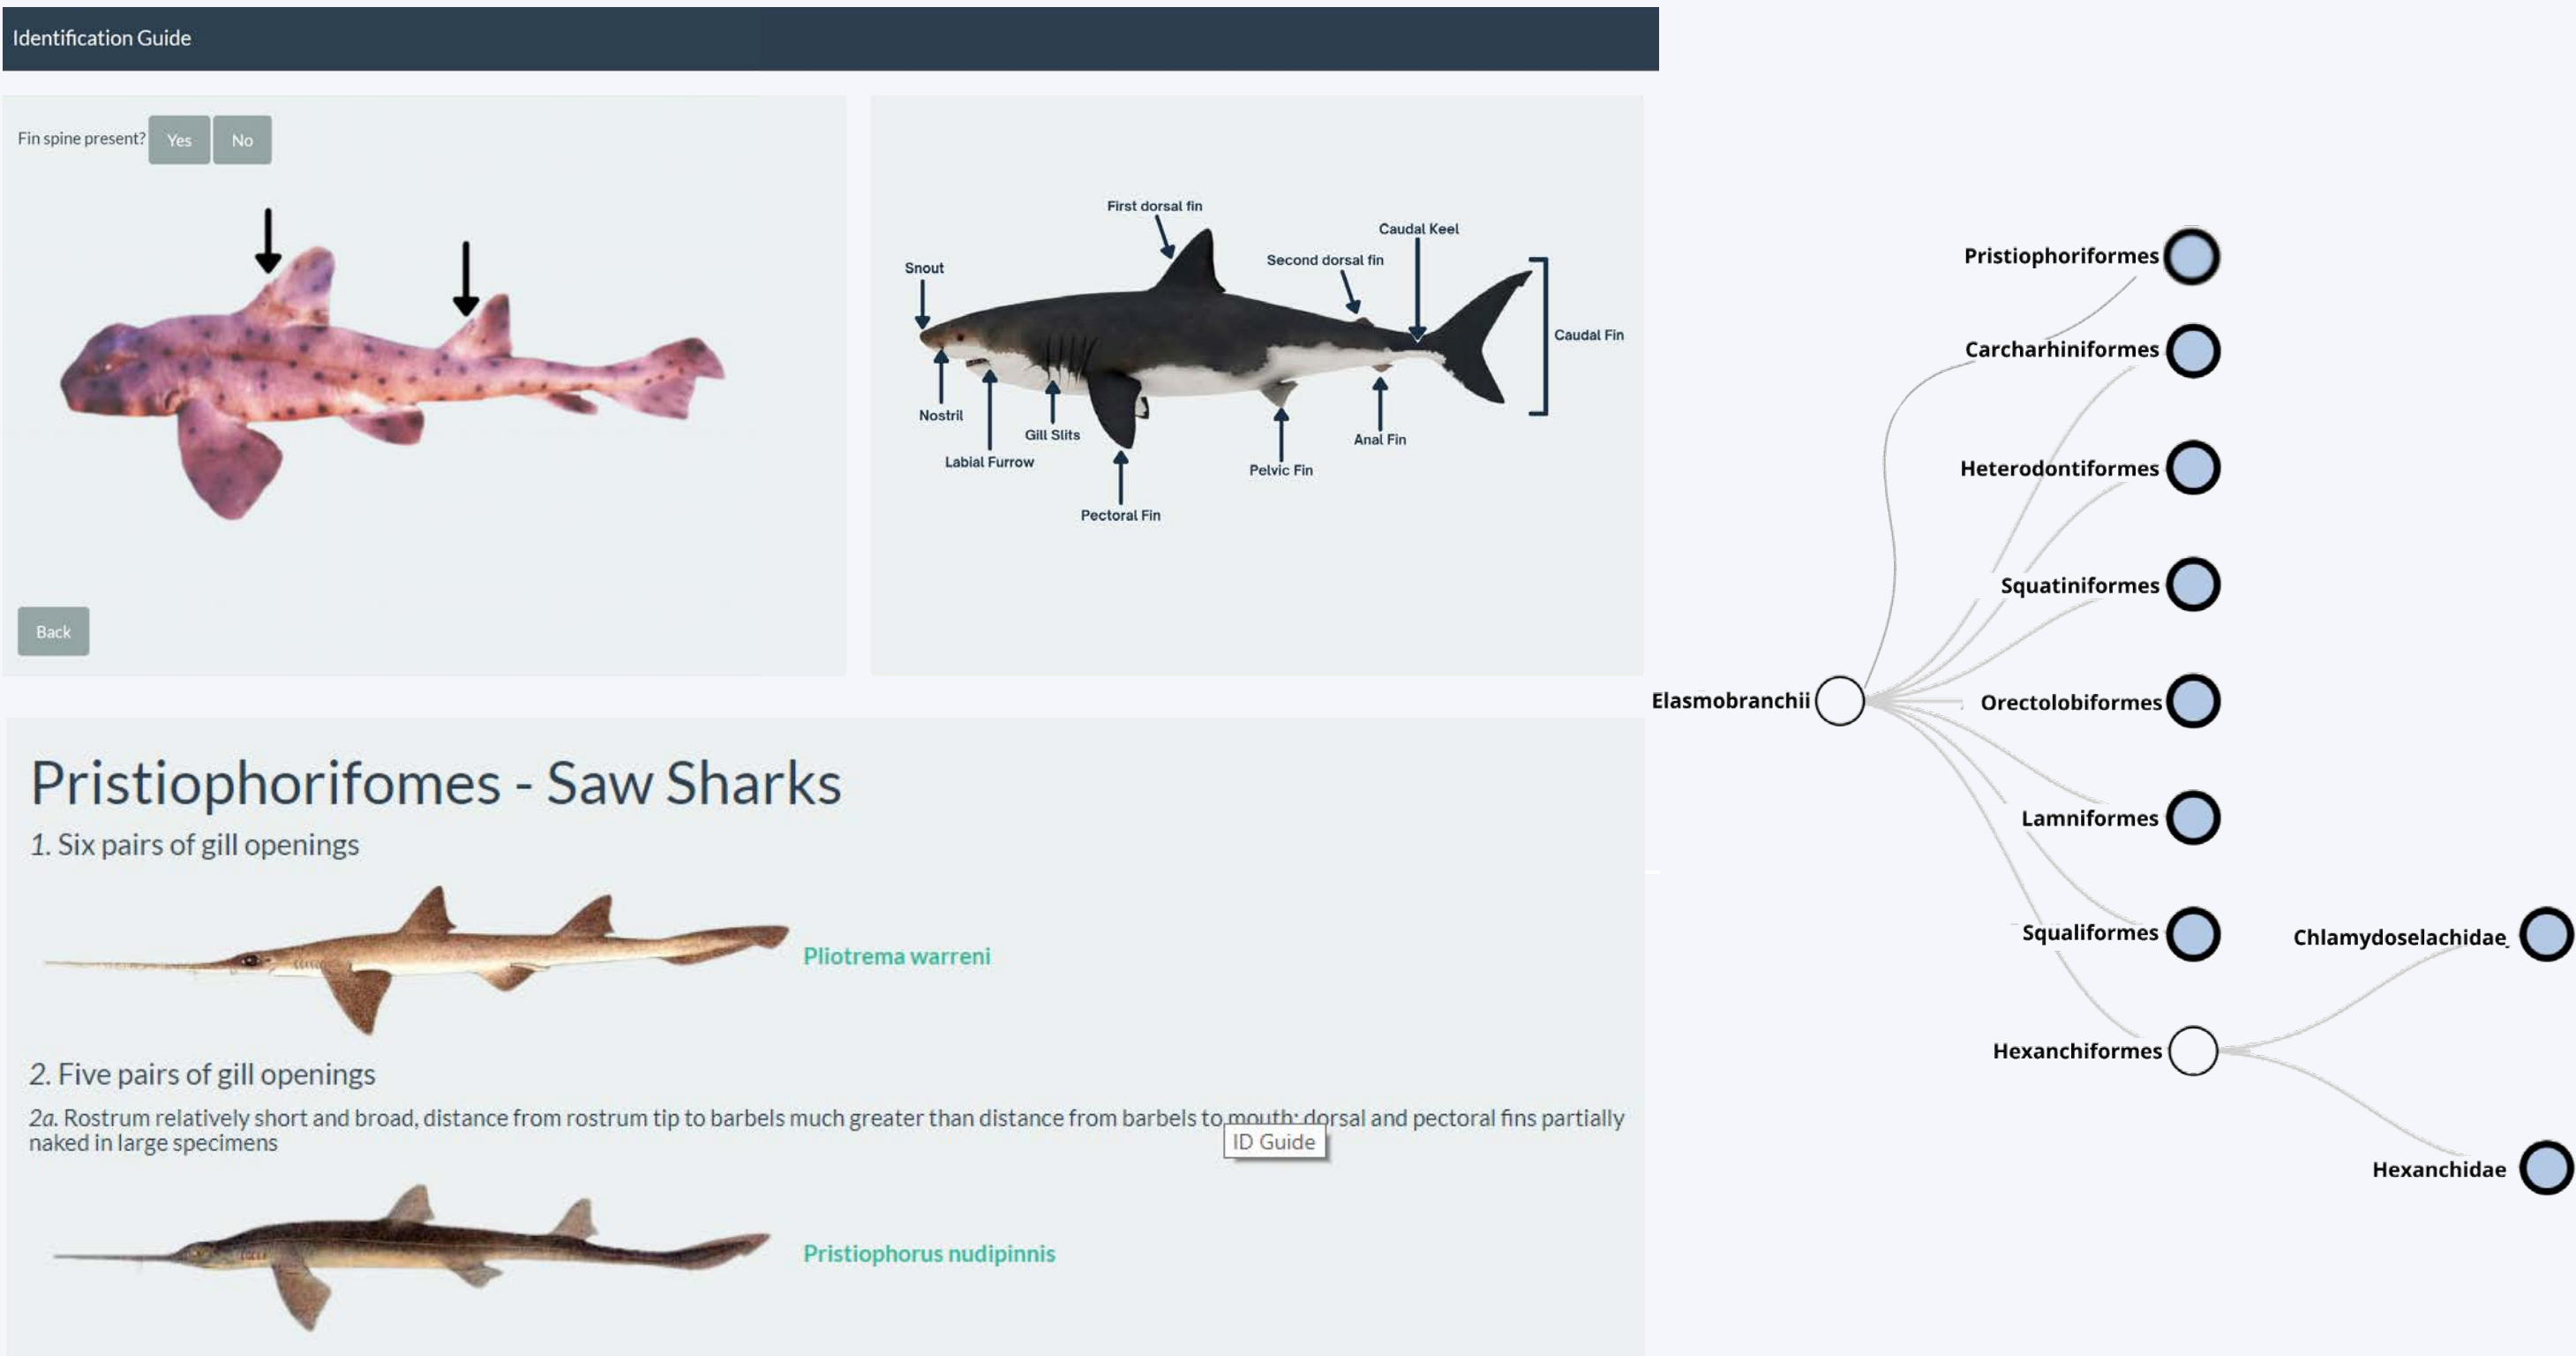 Identification Guide
Fin spine present? Yes No
Back
First dorsal fin
Caudal Keel
Second dorsal fin
Snout
Caudal Fin
Nostril
Gill Slits
Labial Furrow
Anal Fin
Pelvic Fin
Pectoral Fin
Pristiophorifomes - Saw Sharks
1. Six pairs of gill openings
Pliotrema warreni
2. Five pairs of gill openings
2a. Rostrum relatively short and broad, distance from rostrum tip to barbels much greater than distance from barbels to mouth; dorsal and pectoral fins partially
naked in large specimens
ID Guide
Pristiophorus nudipinnis
Elasmobranchii
Pristiophoriformes
Carcharhiniformes
Heterodontiformes
Squatiniformes
Orectolobiformes
Lamniformes
Squaliformes
Hexanchiformes
Chlamydoselachidae
Hexanchidae